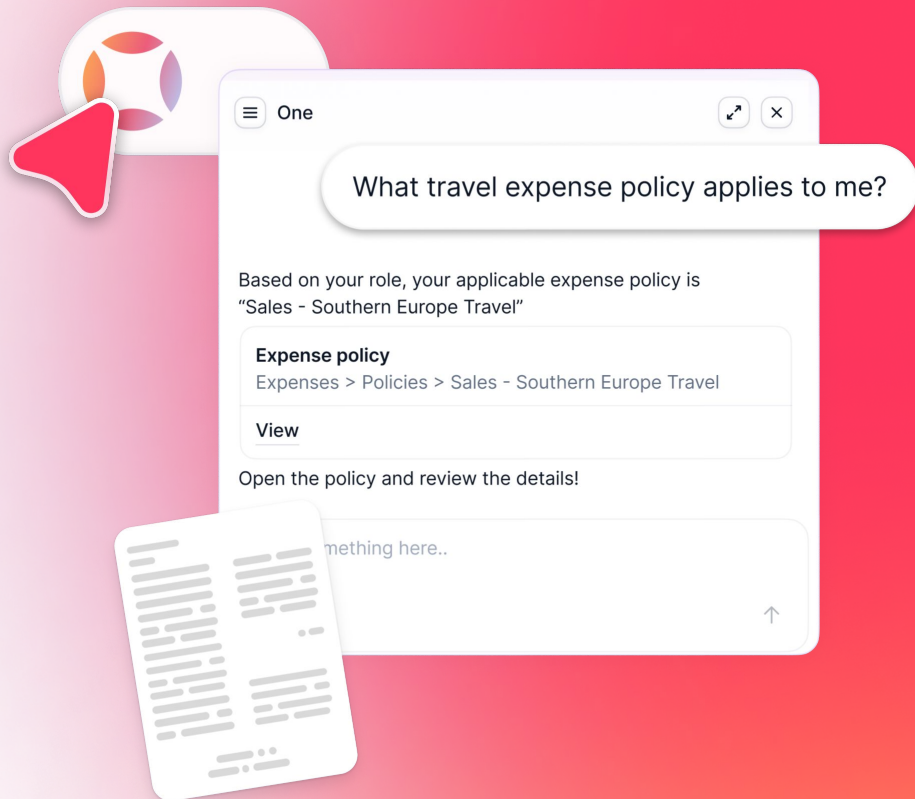 One
What travel expense policy applies to me?
Based on your role, your applicable expense policy is
“Sales - Southern Europe Travel”
Expense policy
Expenses > Policies > Sales - Southern Europe Travel
View
Open the policy and review the details!
here..